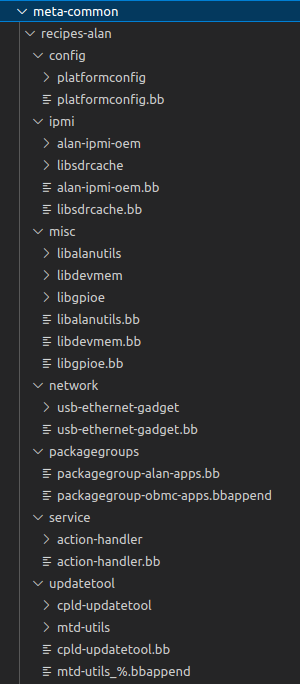 meta-common
recipes-alan
config
platformconfig
platformconfig.bb
ipmi
alan-ipmi-oem
libsdrcache
alan-ipmi-oem.bb
libsdrcache.bb
misc
libalanutils
libdevmem
libgpioe
libalanutils.bb
libdevmem.bb
libgpioe.bb
network
usb-ethernet-gadget
usb-ethernet-gadget.bb
packagegroups
packagegroup-alan-apps.bb
packagegroup-obmc-apps.bbappend
service
action-handler
action-handler.bb
updatetool
cpld-updatetool
mtd-utils
cpld-updatetool.bb
mtd-utils_%.bbappend